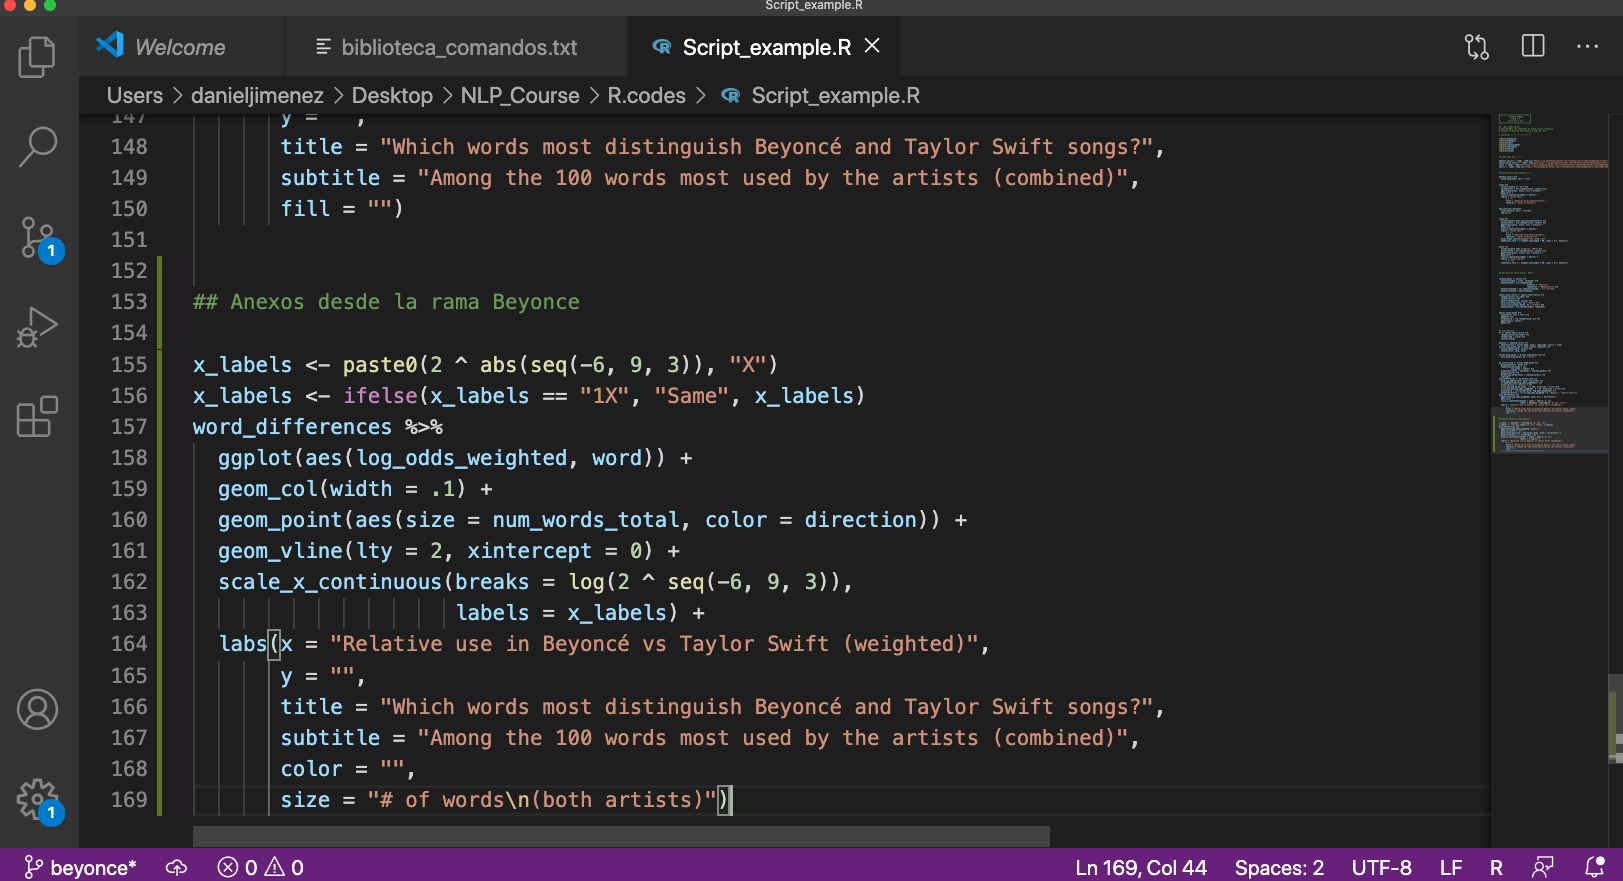 Script_example.R
Welcome
biblioteca_comandos.txt
Script_example.R
Users > danieljimenez > Desktop > NLP_Course > R.codes > Script_example.R
147 y = ,
148 title = "Which words most distinguish Beyoncé and Taylor Swift songs?",
149 subtitle = "Among the 100 words most used by the artists (combined)",
150 fill = "")
151
152
153 ## Anexos desde la rama Beyonce
154
155 x_labels <- paste0(2 ^ abs(seq(-6, 9, 3)), "X")
156 x_labels <- ifelse(x_labels == "1X", "Same", x_labels)
157 word_differences %>%
158 ggplot(aes(log_odds_weighted, word)) +
159 geom_col(width = .1) +
160 geom_point(aes(size = num_words_total, color = direction)) +
161 geom_vline(lty = 2, xintercept = 0) +
162 scale_x_continuous(breaks = log(2 ^ seq(-6, 9, 3)),
163 labels = x_labels) +
164 labs(x = "Relative use in Beyoncé vs Taylor Swift (weighted)",
165 y = "",
166 title = "Which words most distinguish Beyoncé and Taylor Swift songs?",
167 subtitle = "Among the 100 words most used by the artists (combined)",
168 color = "",
169 size = "# of words\n(both artists)")
1
1
beyonce* 0 0 Ln 169, Col 44 Spaces: 2 UTF-8 LF R